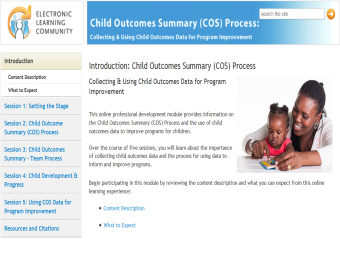 ELECTRONIC
LEARNING
COMMUNITY
Child Outcomes Summary (COS) Process:
Collecting & Using Child Outcomes Data for Program Improvement
search the site
Introduction
Content Description
What to Expect
Session 1: Setting the Stage
Session 2: Child Outcome
Summary (COS) Process
Session 3: Child Outcomes
Summary - Team Process
Session 4: Child Development &
Progress
Session 5: Using COS Data for
Program Improvement
Resources and Citations
Introduction: Child Outcomes Summary (COS) Process
Collecting & Using Child Outcomes Data for Program
Improvement
This online professional development module provides information on
the Child Outcomes Summary (COS) Process and the use of child
outcomes data to improve programs for children.
Over the course of five sessions, you will learn about the importance
of collecting child outcomes data and the process for using data to
inform and improve programs.
Begin participating in this module by reviewing the content description and what you can expect from this online
learning experience:
• Content Description
• What to Expect